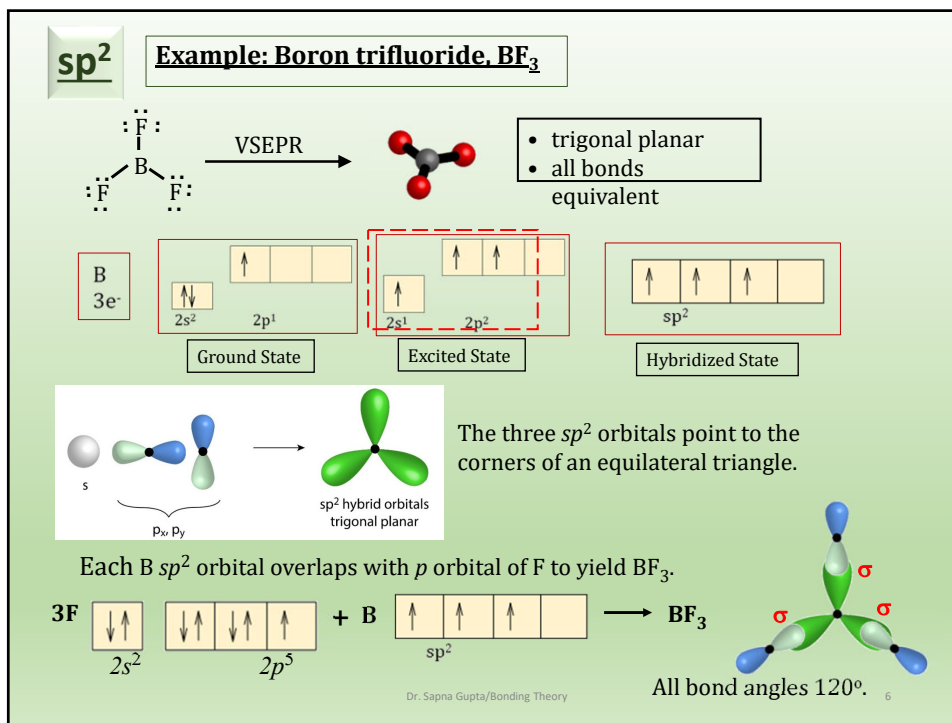 sp²
Example: Boron trifluoride, BF₃
F
B
F
F
VSEPR
• trigonal planar
• all bonds
equivalent
B
3e⁻
2s²
2p¹
2s¹
2p²
sp²
Ground State
Excited State
Hybridized State
s
pₓ, pᵧ
sp² hybrid orbitals
trigonal planar
The three sp² orbitals point to the
corners of an equilateral triangle.
Each B sp² orbital overlaps with p orbital of F to yield BF₃.
σ
σ
σ
3F
+ B
BF₃
2s²
2p⁵
sp²
All bond angles 120º.
Dr. Sapna Gupta/Bonding Theory
6